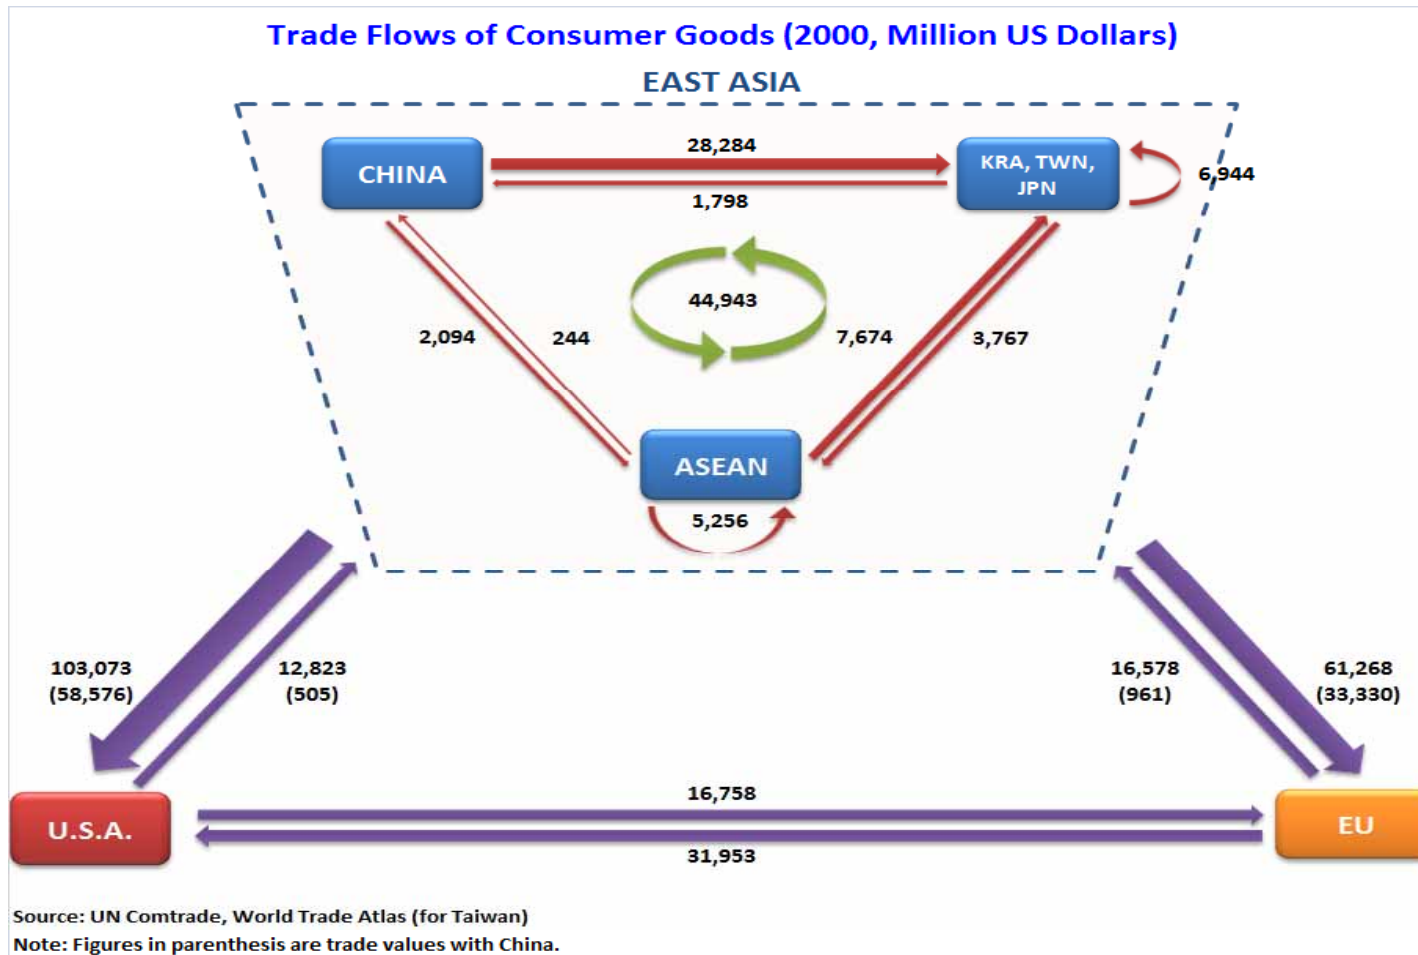 Trade Flows of Consumer Goods (2000, Million US Dollars)
EAST ASIA
28,284
CHINA
KRA, TWN,
JPN
6,944
1,798
44,943
2,094
244
7,674
3,767
ASEAN
5,256
103,073
(58,576)
12,823
(505)
16,578
(961)
61,268
(33,330)
16,758
U.S.A.
EU
31,953
Source: UN Comtrade, World Trade Atlas (for Taiwan)
Note: Figures in parenthesis are trade values with China.